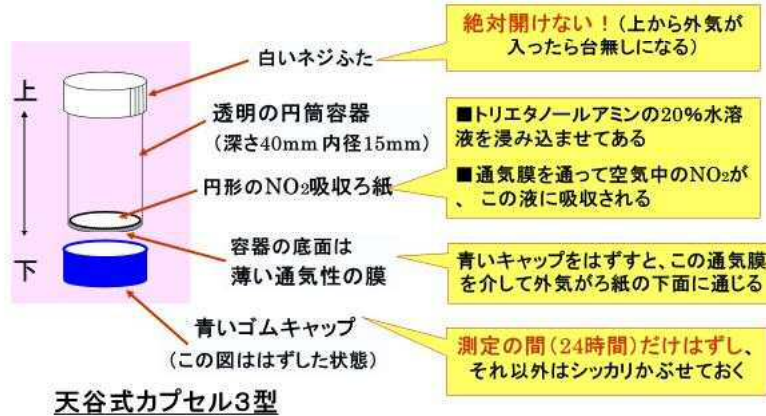 白いネジぶた
絶対開けない！（上から外気が
入ったら台無しになる）
上
透明の円筒容器
（深さ40mm 内径15mm）
■トリエタノールアミンの20%水溶
液を浸み込ませてある
■通気膜を通って空気中のNO2が
、この液に吸収される
円形のNO2吸収ろ紙
容器の底面は
薄い通気性の膜
青いキャップをはずすと、この通気膜
を介して外気がろ紙の下面に通じる
下
青いゴムキャップ
（この図ははずした状態）
測定の間（24時間）だけはずし、
それ以外はシッカリかぶせておく
天谷式カプセル3型